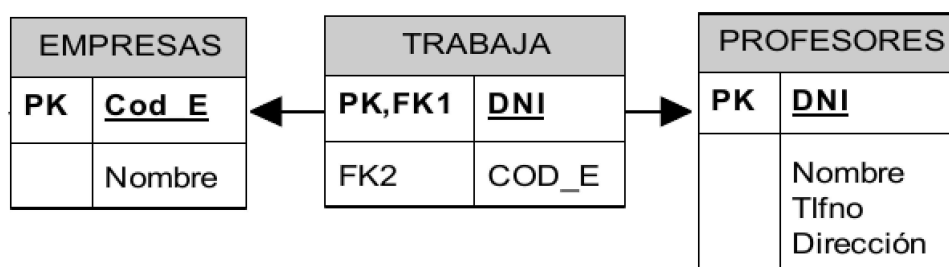 EMPRESAS
PK Cod_E
Nombre
TRABAJA
PK,FK1 DNI
FK2 COD_E
PROFESORES
PK DNI
Nombre
Tlfno
Dirección